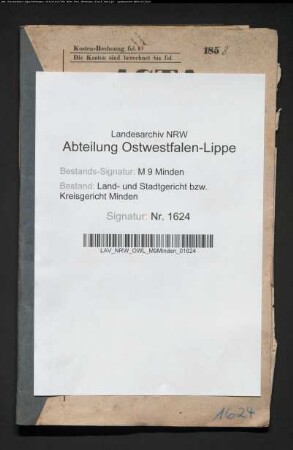 Kosten-Rechnung fol.
185
Die Kosten sind berechnet bis fol.
Landesarchiv NRW
Abteilung Ostwestfalen-Lippe
Bestands-Signatur: M 9 Minden
Bestand: Land- und Stadtgericht bzw.
Kreisgericht Minden
Signatur: Nr. 1624
LAV_NRW_OWL_M9Minden_01624
1624